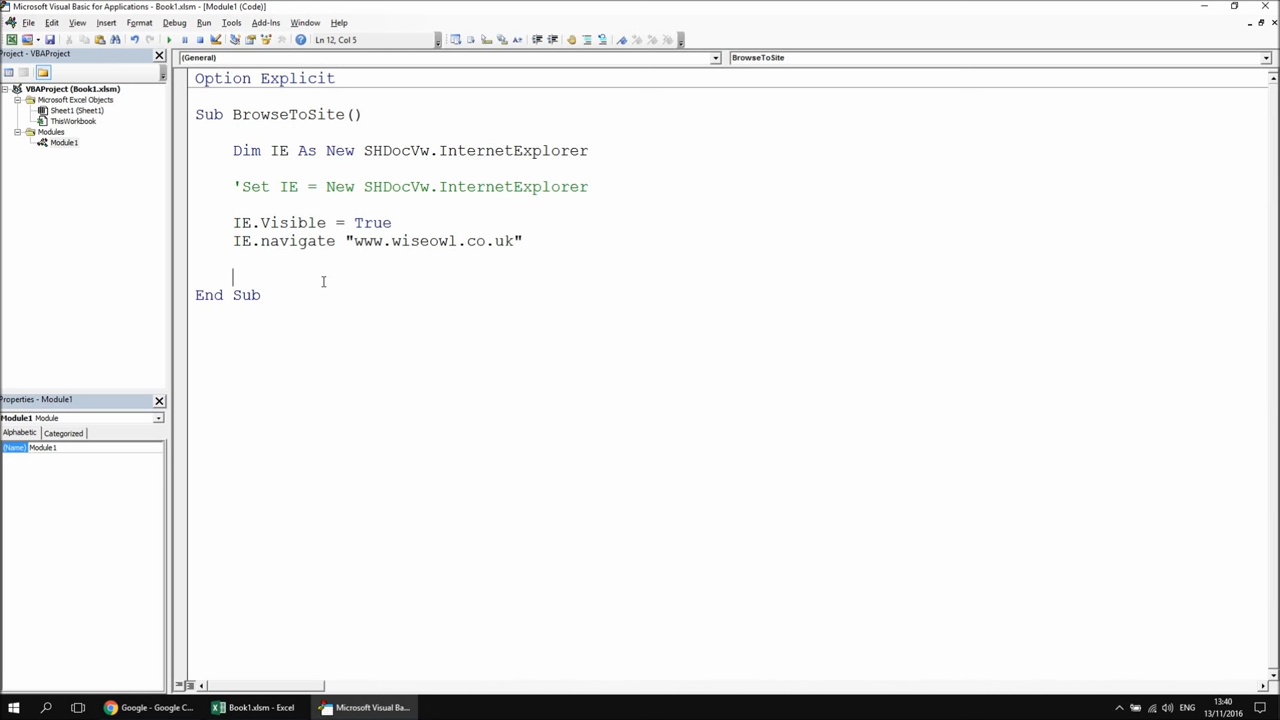 Microsoft Visual Basic for Applications - Book1.xlsm - [Module1 (Code)]
File Edit View Insert Format Debug Run Tools Add-Ins Window Help
Ln 12, Col 5
Project - VBAProject
(General)
BrowseToSite
VBAProject (Book1.xlsm)
Microsoft Excel Objects
Sheet1 (Sheet1)
ThisWorkbook
Modules
Module1
Option Explicit
Sub BrowseToSite()
Dim IE As New SHDocVw.InternetExplorer
'Set IE = New SHDocVw.InternetExplorer
IE.Visible = True
IE.navigate "www.wiseowl.co.uk"
End Sub
Properties - Module1
Module1 Module
Alphabetic Categorized
(Name) Module1
Google - Google C...
Book1.xlsm - Excel
Microsoft Visual Ba...
ENG
13:40
13/11/2016